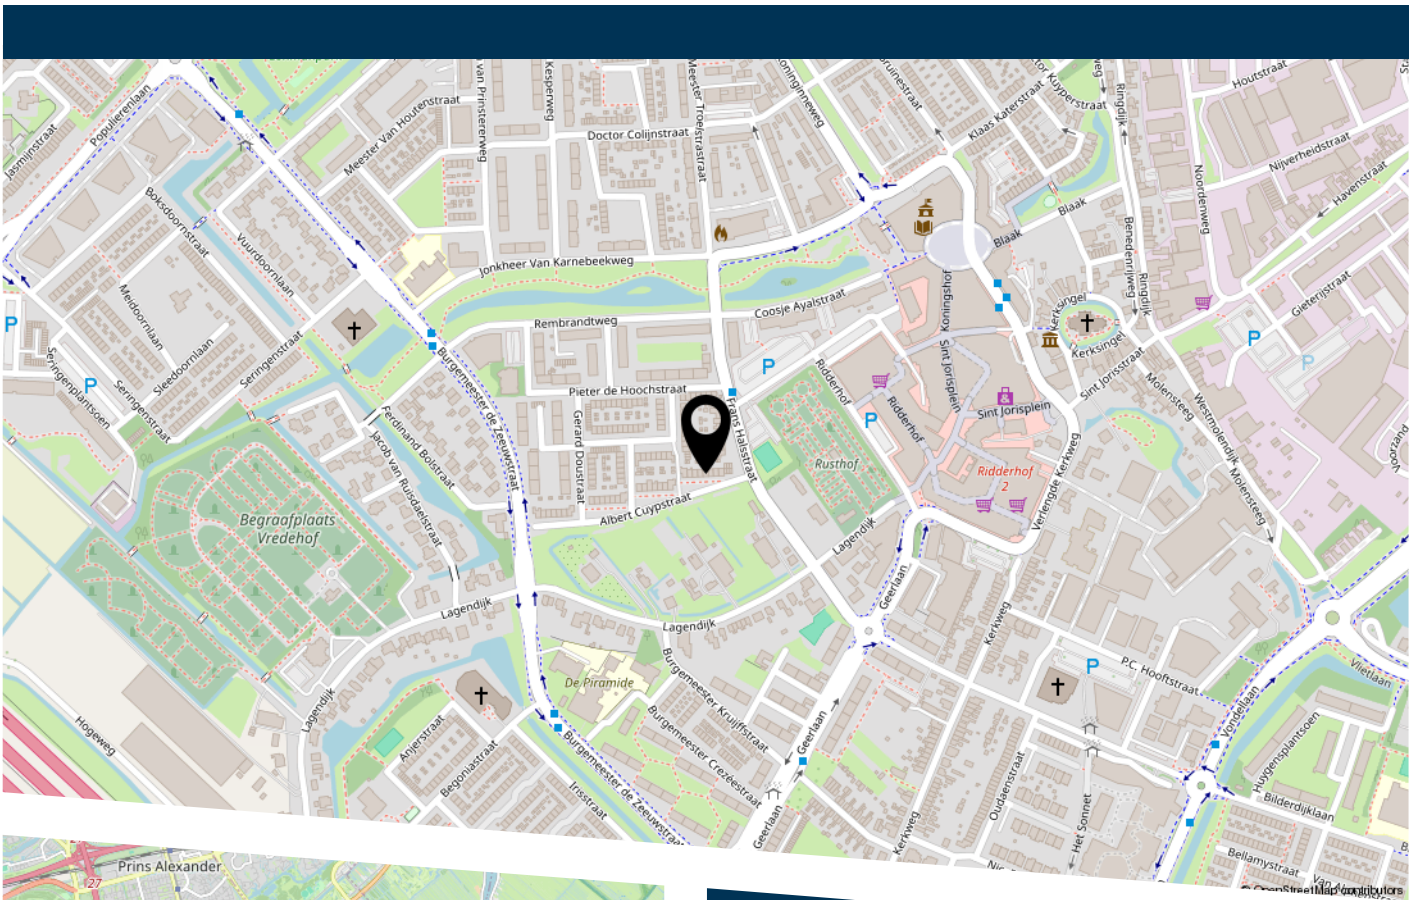 Populierenlaan
Jasmijnstraat
Meester Van Houtenstraat
van Prinstererweg
Kesperweg
Doctor Colijnstraat
Meester Troelstrastraat
Koninginneweg
Klaas Katerstraat
Ringdijk
Houtstraat
Nijverheidstraat
Havenstraat
Noordenweg
Boksdoornstraat
Vuurdoornlaan
Meidoornlaan
Sleedoornlaan
Seringenstraat
Seringenplantsoen
Seringenstraat
Jonkheer Van Karnebeekweg
Rembrandtweg
Coosje Ayalstraat
Pieter de Hoochstraat
Gerard Doustraat
Albert Cuypstraat
Frans Halsstraat
Blaak
Blaak
Benedenrijweg
Ringdijk
Koningshof
Sint Jorisplein
Sint Jorisplein
Kerksingel
Kerksingel
Sint Jorisstraat
Gieterijstraat
P
P
P
P
P
P
P
Molensteeg
Westmolendijk
Molensteeg
Ridderhof
Ridderhof
Rusthof
Ridderhof
2
Verlengde Kerkweg
Burgemeester de Zeeuwstraat
Ferdinand Bolstraat
Jacob van Ruisdaelstraat
Begraafplaats
Vredehof
Lagendijk
Lagendijk
Lagendijk
Lagendijk
Geerlaan
Geerlaan
Geerlaan
Kerkweg
Kerkweg
P.C. Hooftstraat
Vlietlaan
Vondellaan
Huygensplantsoen
Bilderdijklaan
Bellamystraat
Oudaenstraat
Het Sonnet
De Piramide
Burgemeester Kruijffstraat
Burgemeester Crezéestraat
Burgemeester de Zeeuwstraat
Irisstraat
Anjerstraat
Begoniastraat
Hogeweg
© OpenStreetMap contributors
Prins Alexander
27